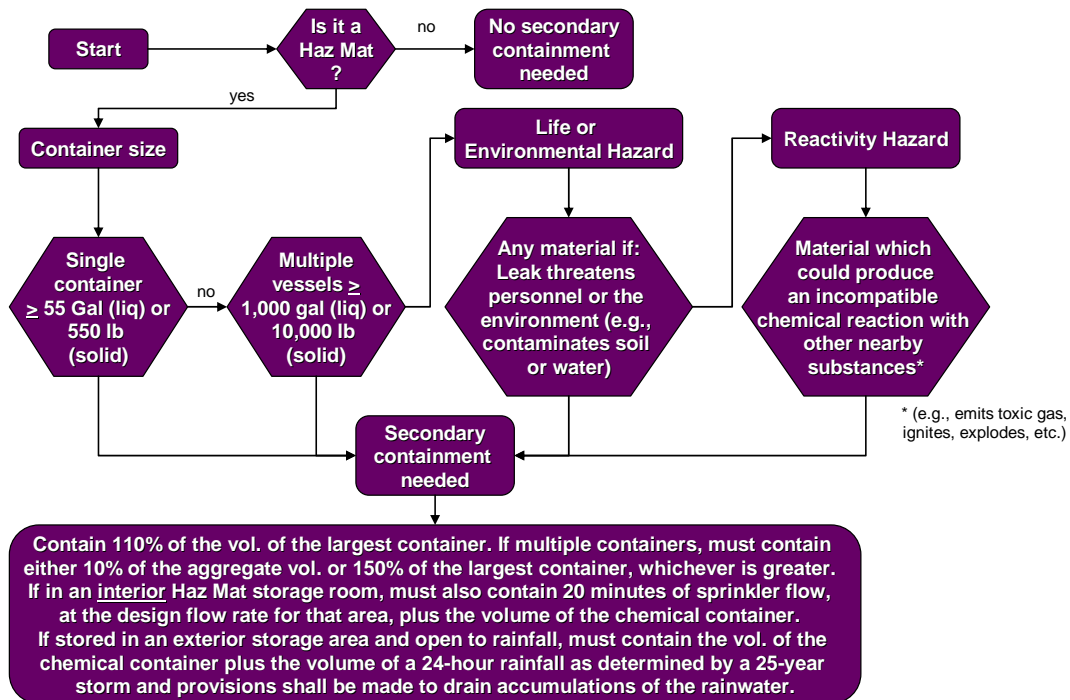 Start
Is it a
Haz Mat
?
no
No secondary
containment
needed
yes
Container size
Life or
Environmental Hazard
Reactivity Hazard
Single
container
≥ 55 Gal (liq) or
550 lb
(solid)
no
Multiple
vessels ≥
1,000 gal (liq) or
10,000 lb
(solid)
Any material if:
Leak threatens
personnel or the
environment (e.g.,
contaminates soil
or water)
Material which
could produce
an incompatible
chemical reaction with
other nearby
substances*
* (e.g., emits toxic gas,
ignites, explodes, etc.)
Secondary
containment
needed
Contain 110% of the vol. of the largest container. If multiple containers, must contain
either 10% of the aggregate vol. or 150% of the largest container, whichever is greater.
If in an interior Haz Mat storage room, must also contain 20 minutes of sprinkler flow,
at the design flow rate for that area, plus the volume of the chemical container.
If stored in an exterior storage area and open to rainfall, must contain the vol. of the
chemical container plus the volume of a 24-hour rainfall as determined by a 25-year
storm and provisions shall be made to drain accumulations of the rainwater.